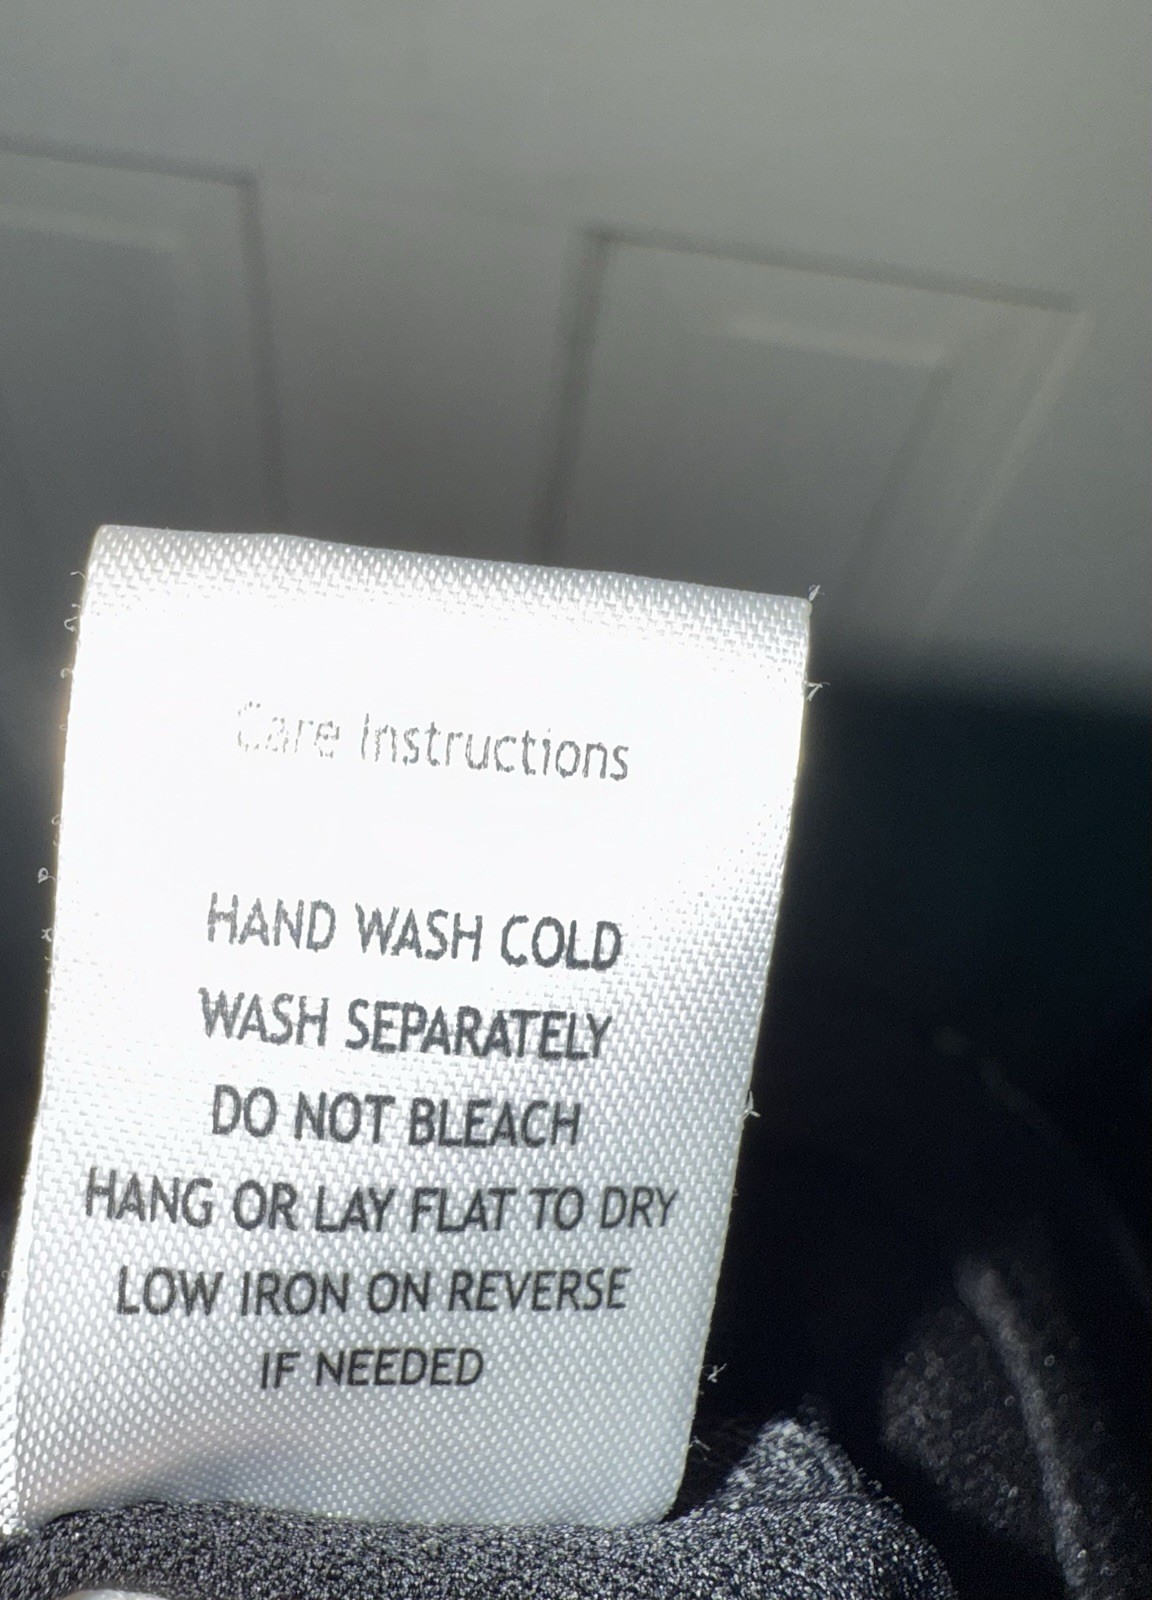 Care Instructions
HAND WASH COLD
WASH SEPARATELY
DO NOT BLEACH
HANG OR LAY FLAT TO DRY
LOW IRON ON REVERSE
IF NEEDED